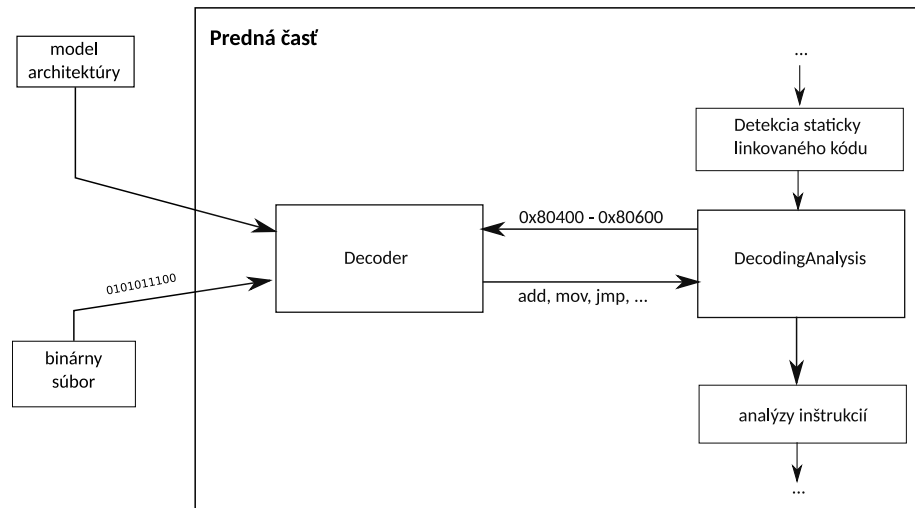 Predná časť
model
architektúry
...
Detekcia staticky
linkovaného kódu
0x80400 - 0x80600
Decoder
DecodingAnalysis
0101011100
add, mov, jmp, ...
binárny
súbor
analýzy inštrukcií
...